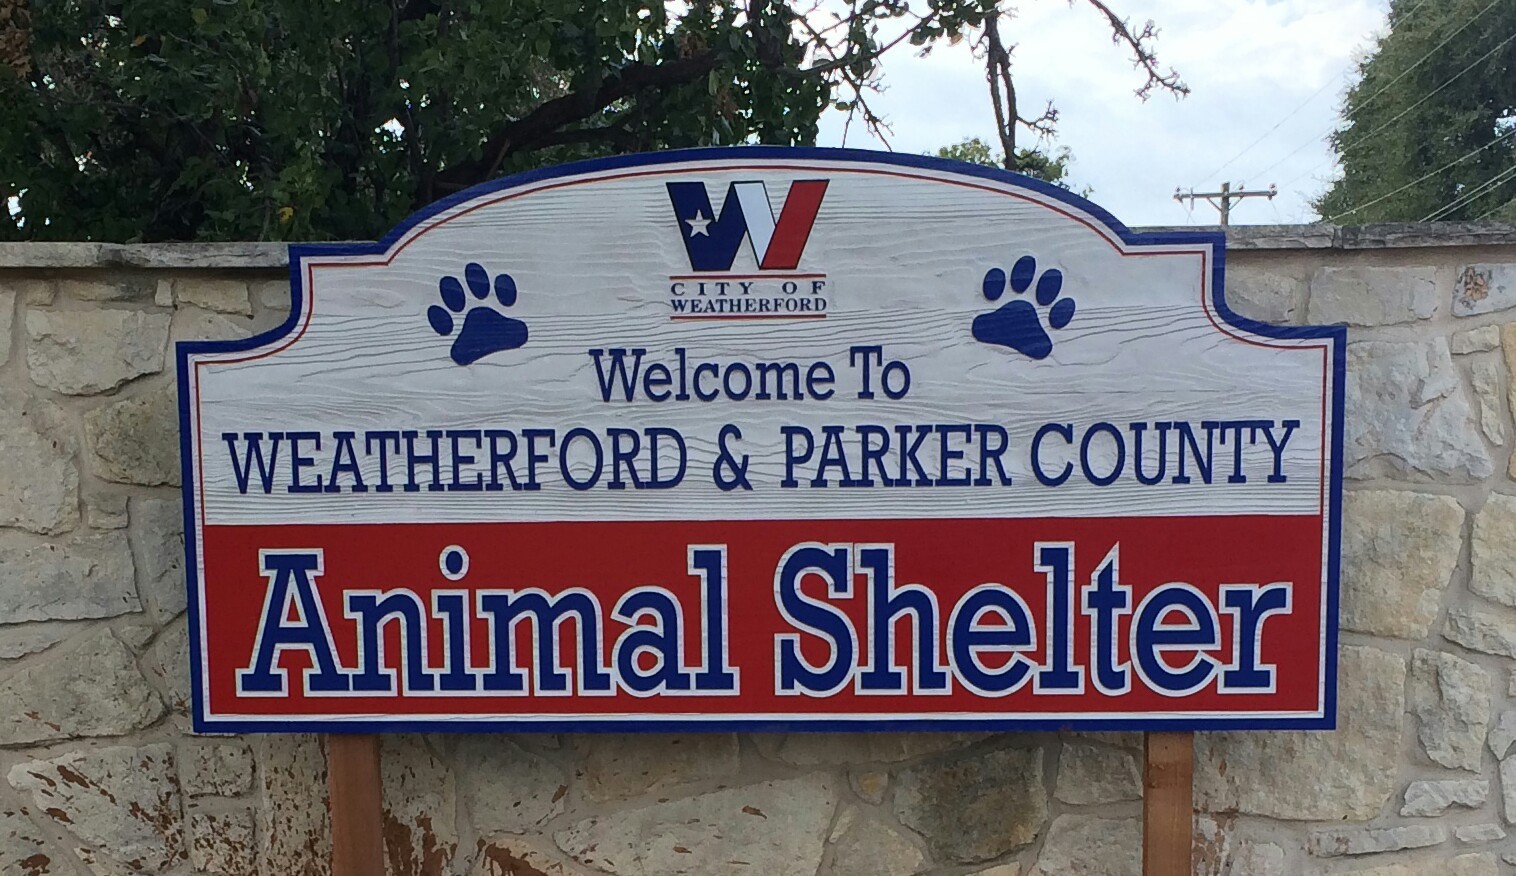 W
CITY OF
WEATHERFORD
Welcome To
WEATHERFORD & PARKER COUNTY
Animal Shelter